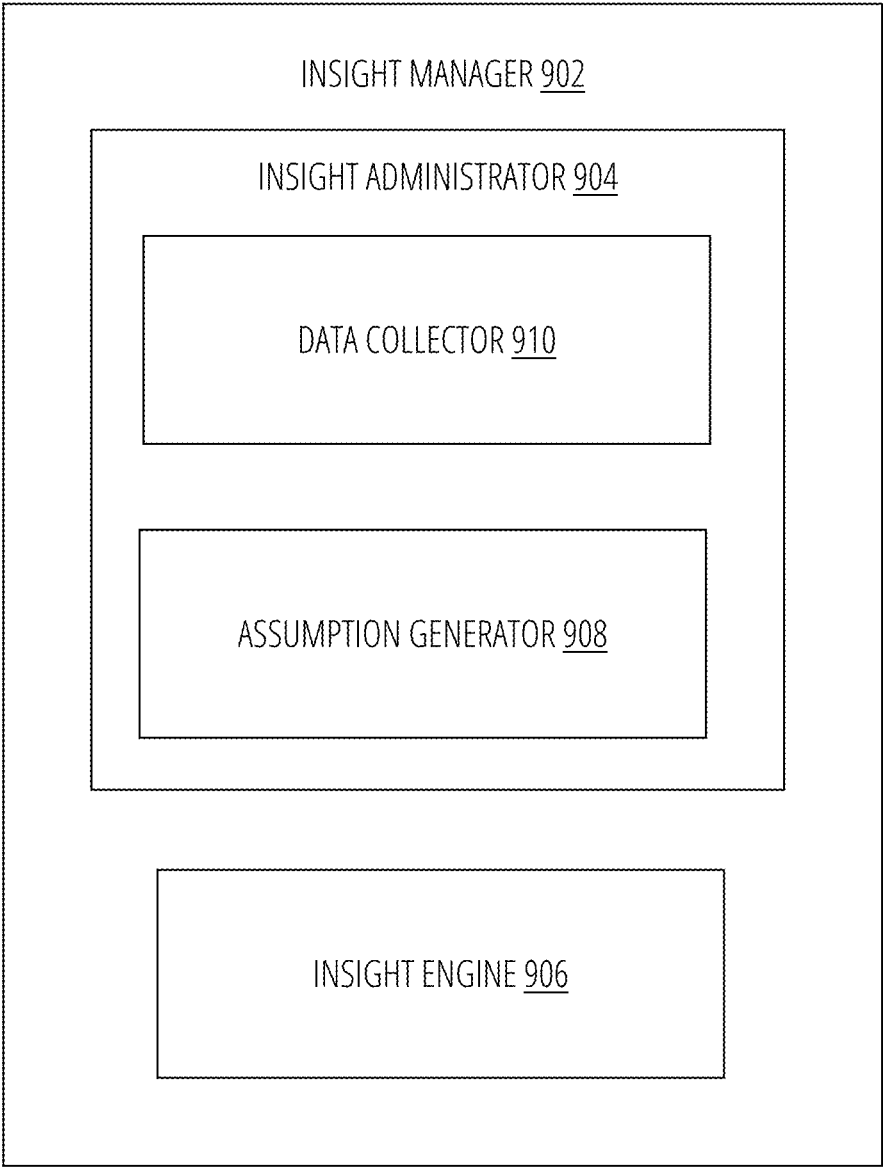 INSIGHT MANAGER 902
INSIGHT ADMINISTRATOR 904
DATA COLLECTOR 910
ASSUMPTION GENERATOR 908
INSIGHT ENGINE 906